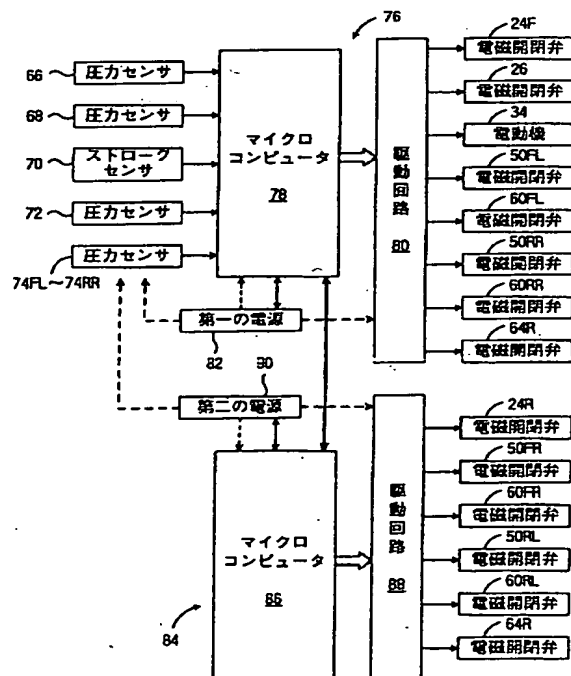 76
66 圧力センサ
68 圧力センサ
70 ストローク
センサ
72 圧力センサ
圧力センサ
74FL〜74RR
マイクロ
コンピュータ
78
駆動回路
80
24F
電磁開閉弁
26
電磁開閉弁
34
電動機
50FL
電磁開閉弁
60FL
電磁開閉弁
50RR
電磁開閉弁
60RR
電磁開閉弁
64R
電磁開閉弁
第一の電源
82
90
第二の電源
マイクロ
コンピュータ
86
84
駆動回路
88
24R
電磁開閉弁
50FR
電磁開閉弁
60FR
電磁開閉弁
50RL
電磁開閉弁
60RL
電磁開閉弁
64R
電磁開閉弁